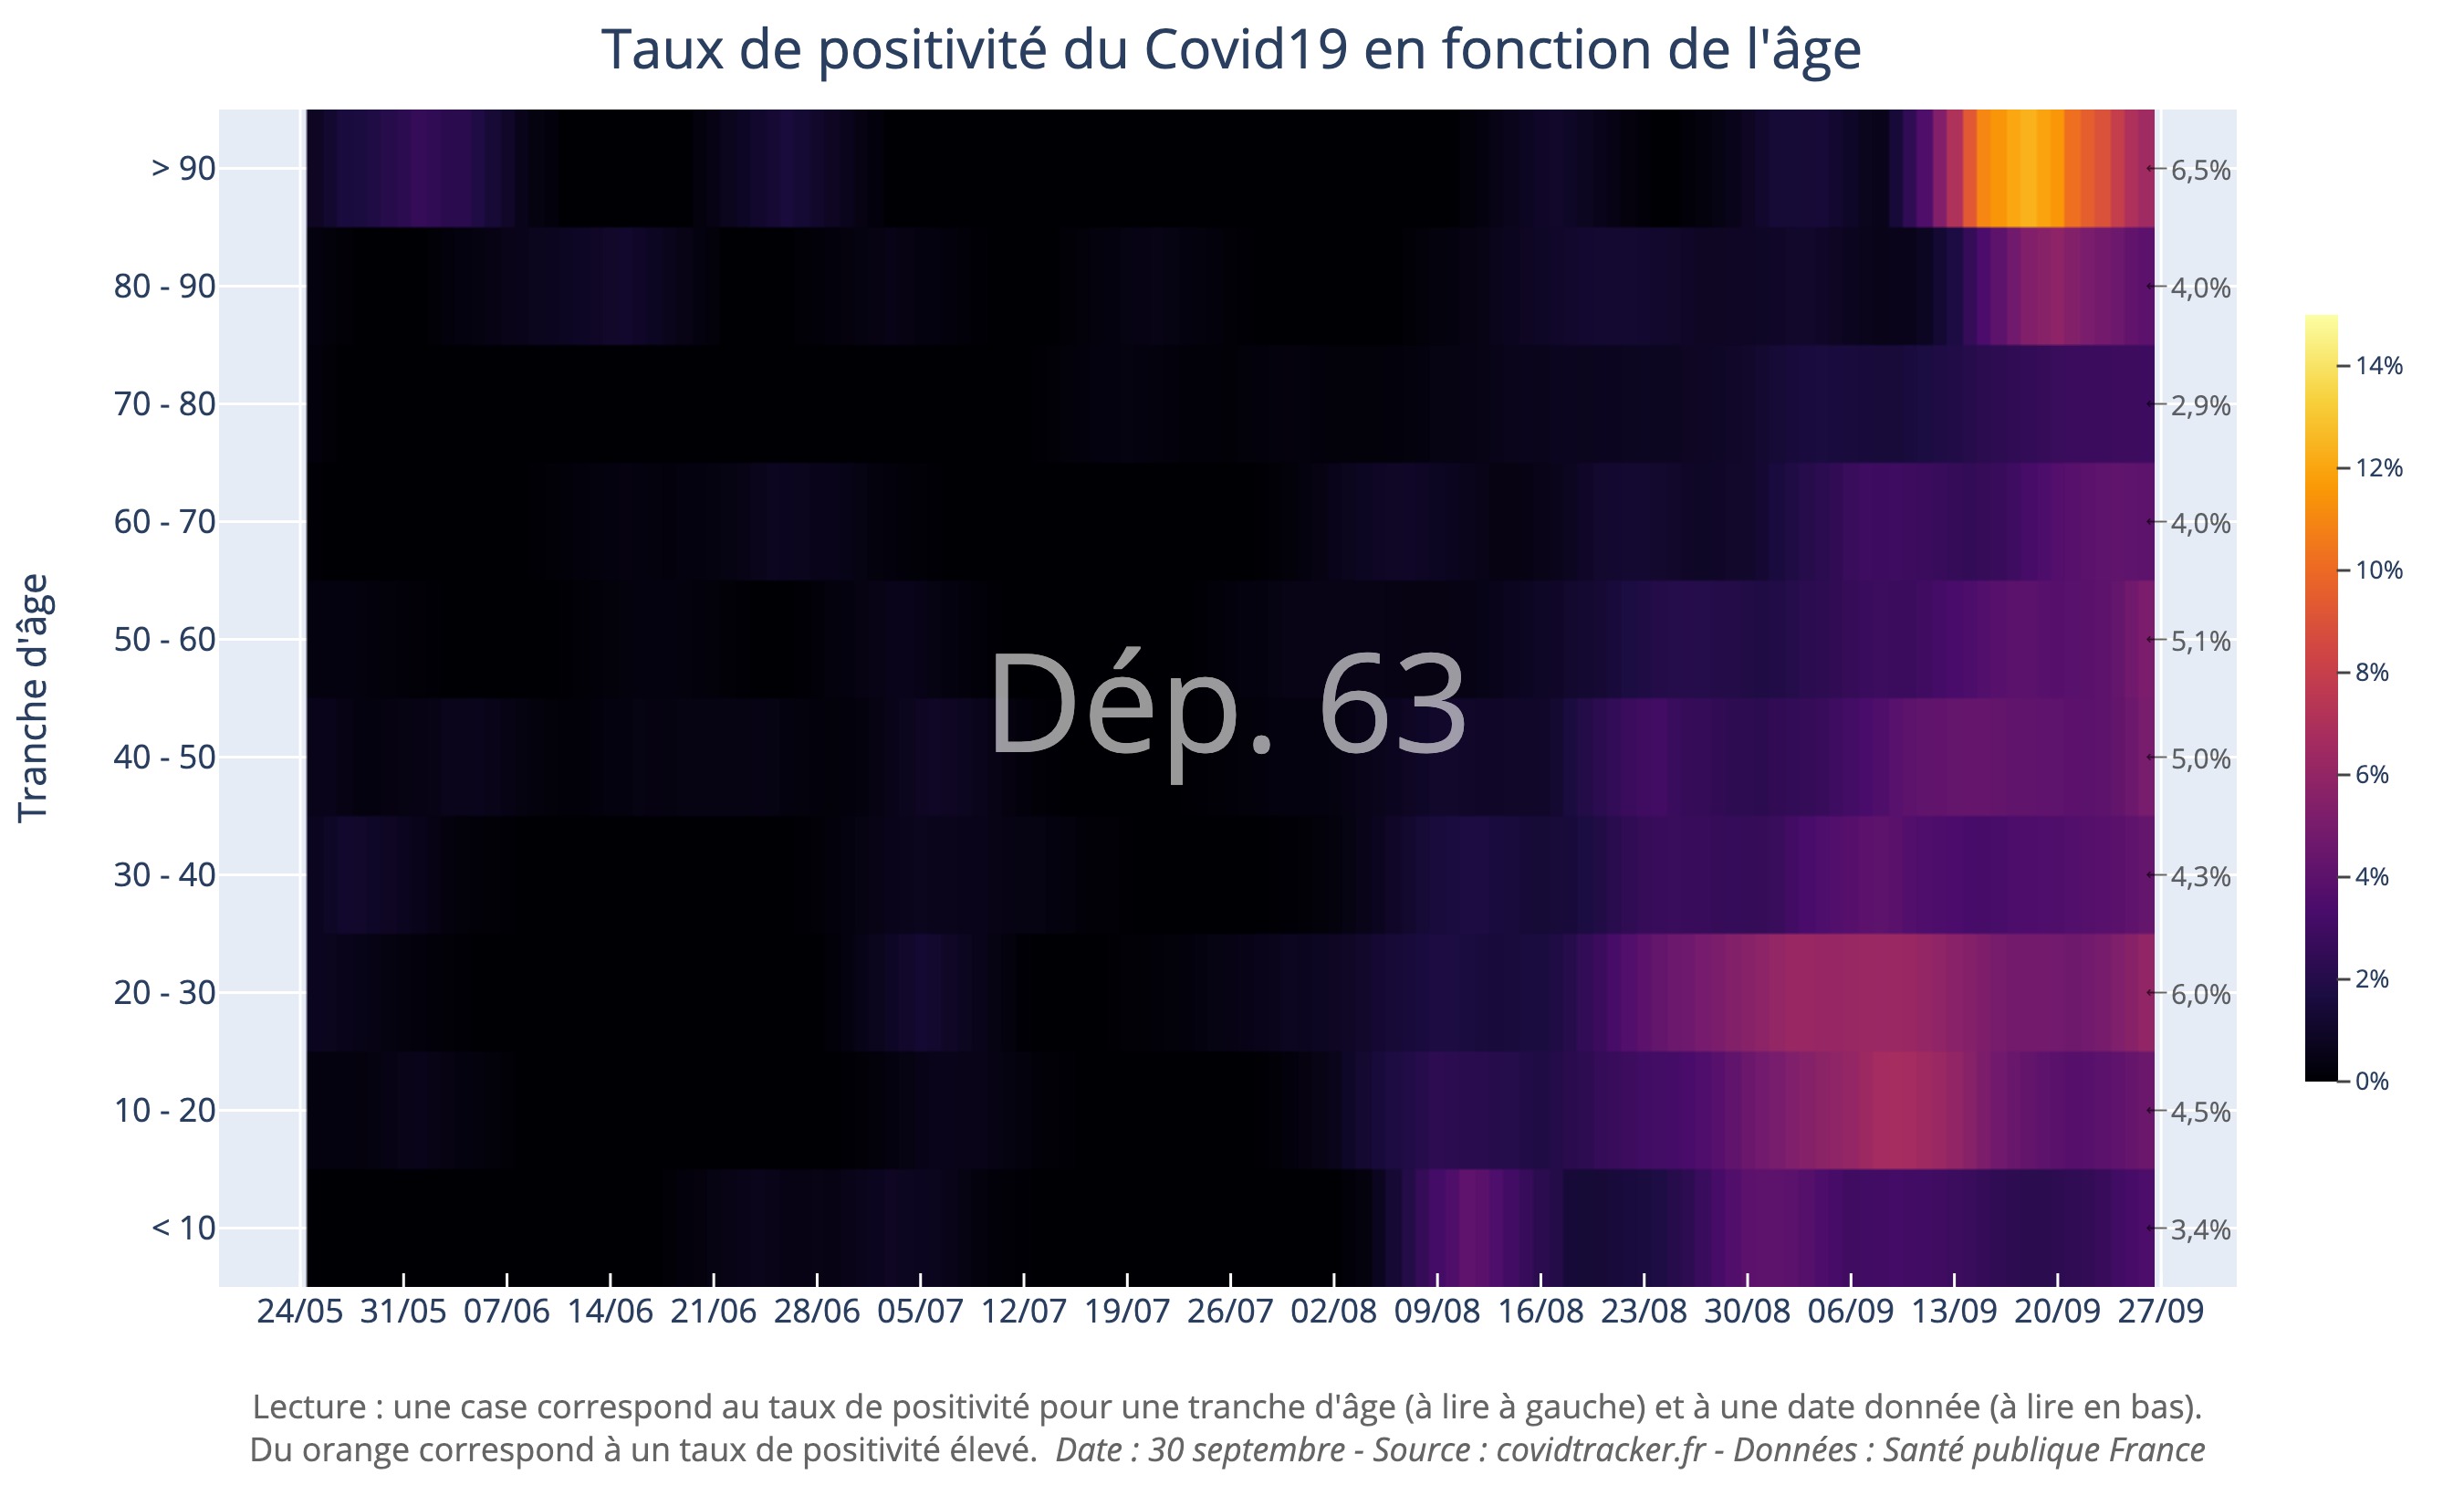 Taux de positivité du Covid19 en fonction de l'âge
Tranche d'âge
> 90
80 - 90
70 - 80
60 - 70
50 - 60
40 - 50
30 - 40
20 - 30
10 - 20
< 10
Dép. 63
6,5%
4,0%
2,9%
4,0%
5,1%
5,0%
4,3%
6,0%
4,5%
3,4%
14%
12%
10%
8%
6%
4%
2%
0%
24/05 31/05 07/06 14/06 21/06 28/06 05/07 12/07 19/07 26/07 02/08 09/08 16/08 23/08 30/08 06/09 13/09 20/09 27/09
Lecture : une case correspond au taux de positivité pour une tranche d'âge (à lire à gauche) et à une date donnée (à lire en bas).
Du orange correspond à un taux de positivité élevé. Date : 30 septembre - Source : covidtracker.fr - Données : Santé publique France